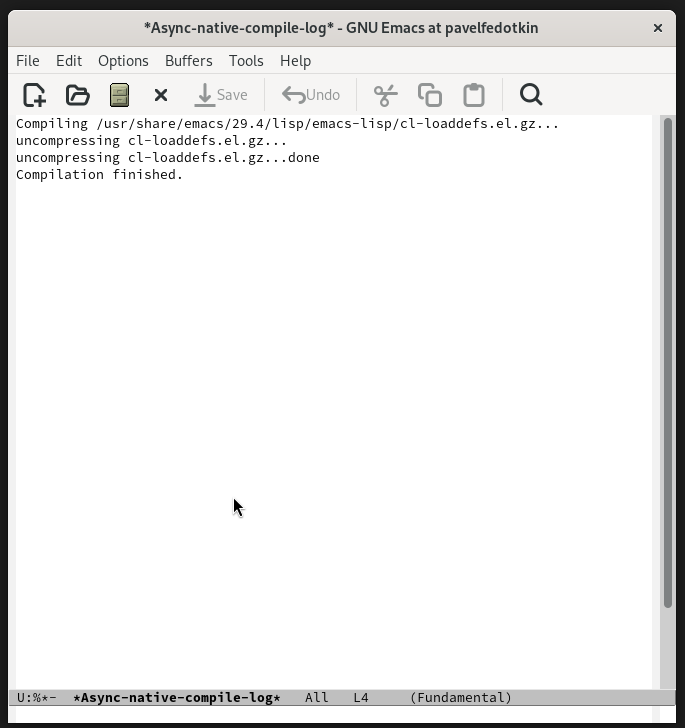 *Async-native-compile-log* - GNU Emacs at pavelfedotkin
File Edit Options Buffers Tools Help
Save Undo
Compiling /usr/share/emacs/29.4/lisp/emacs-lisp/cl-loaddefs.el.gz...
uncompressing cl-loaddefs.el.gz...
uncompressing cl-loaddefs.el.gz...done
Compilation finished.
U:%*- *Async-native-compile-log* All L4 (Fundamental)